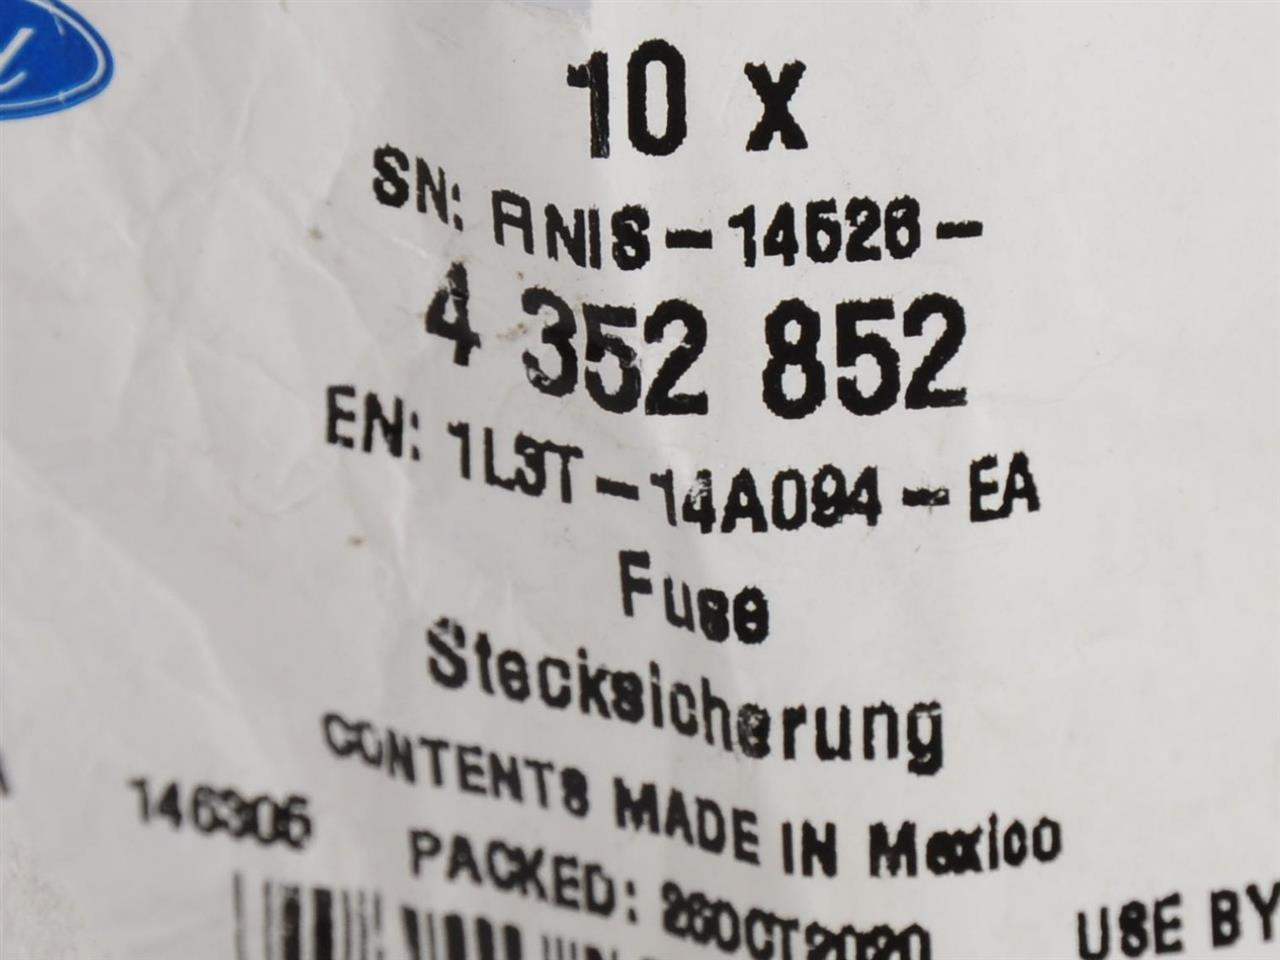 10 x
SN: ANIS-14526-
4 352 852
EN: 1L3T-14A094-EA
Fuse
Stecksicherung
CONTENTS MADE IN Mexico
146305
PACKED: 26OCT2020
USE BY